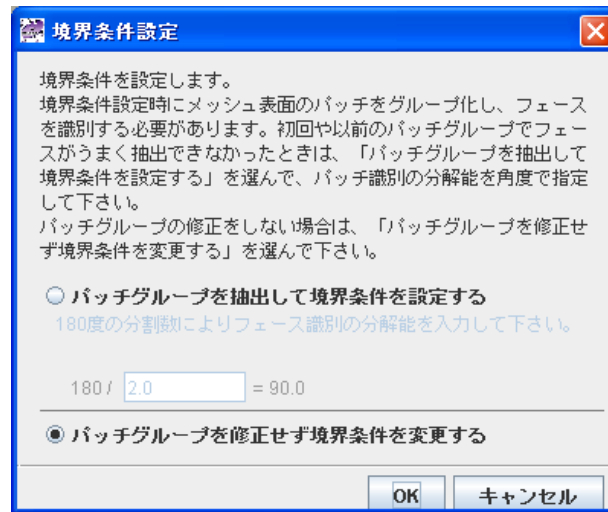 境界条件設定
境界条件を設定します。
境界条件設定時にメッシュ表面のパッチをグループ化し、フェース
を識別する必要があります。初回や以前のパッチグループでフェー
スがうまく抽出できなかったときは、「パッチグループを抽出して
境界条件を設定する」を選んで、パッチ識別の分解能を角度で指定
して下さい。
パッチグループの修正をしない場合は、「パッチグループを修正せ
ず境界条件を変更する」を選んで下さい。
パッチグループを抽出して境界条件を設定する
180度の分割数によりフェース識別の分解能を入力して下さい。
180 / 2.0 = 90.0
パッチグループを修正せず境界条件を変更する
OK キャンセル